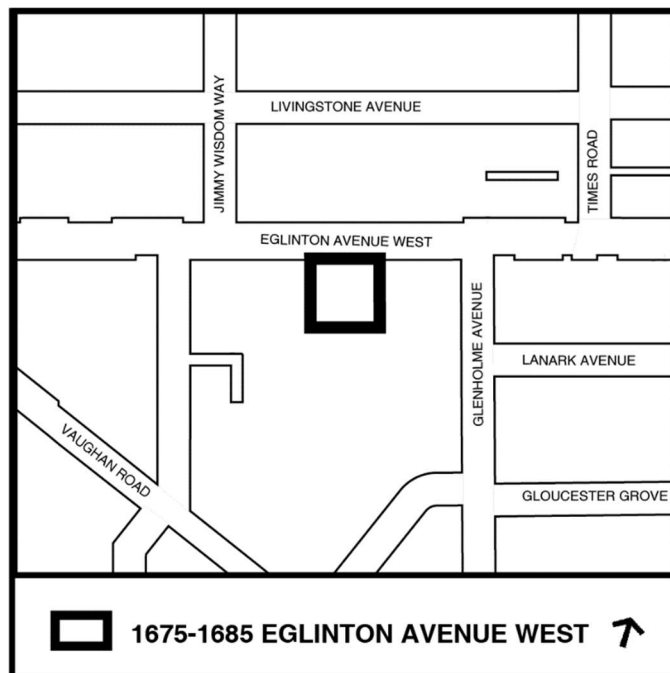 JIMMY WISDOM WAY
LIVINGSTONE AVENUE
TIMES ROAD
EGLINTON AVENUE WEST
GLENHOLME AVENUE
LANARK AVENUE
VAUGHAN ROAD
GLOUCESTER GROVE
1675-1685 EGLINTON AVENUE WEST